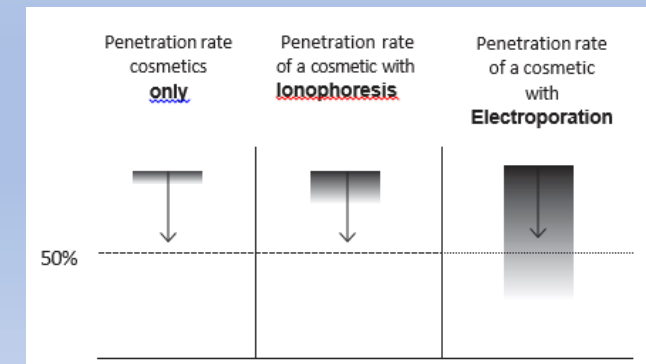 Penetration rate
cosmetics
only
Penetration rate
of a cosmetic with
Ionophoresis
Penetration rate
of a cosmetic
with
Electroporation
50%